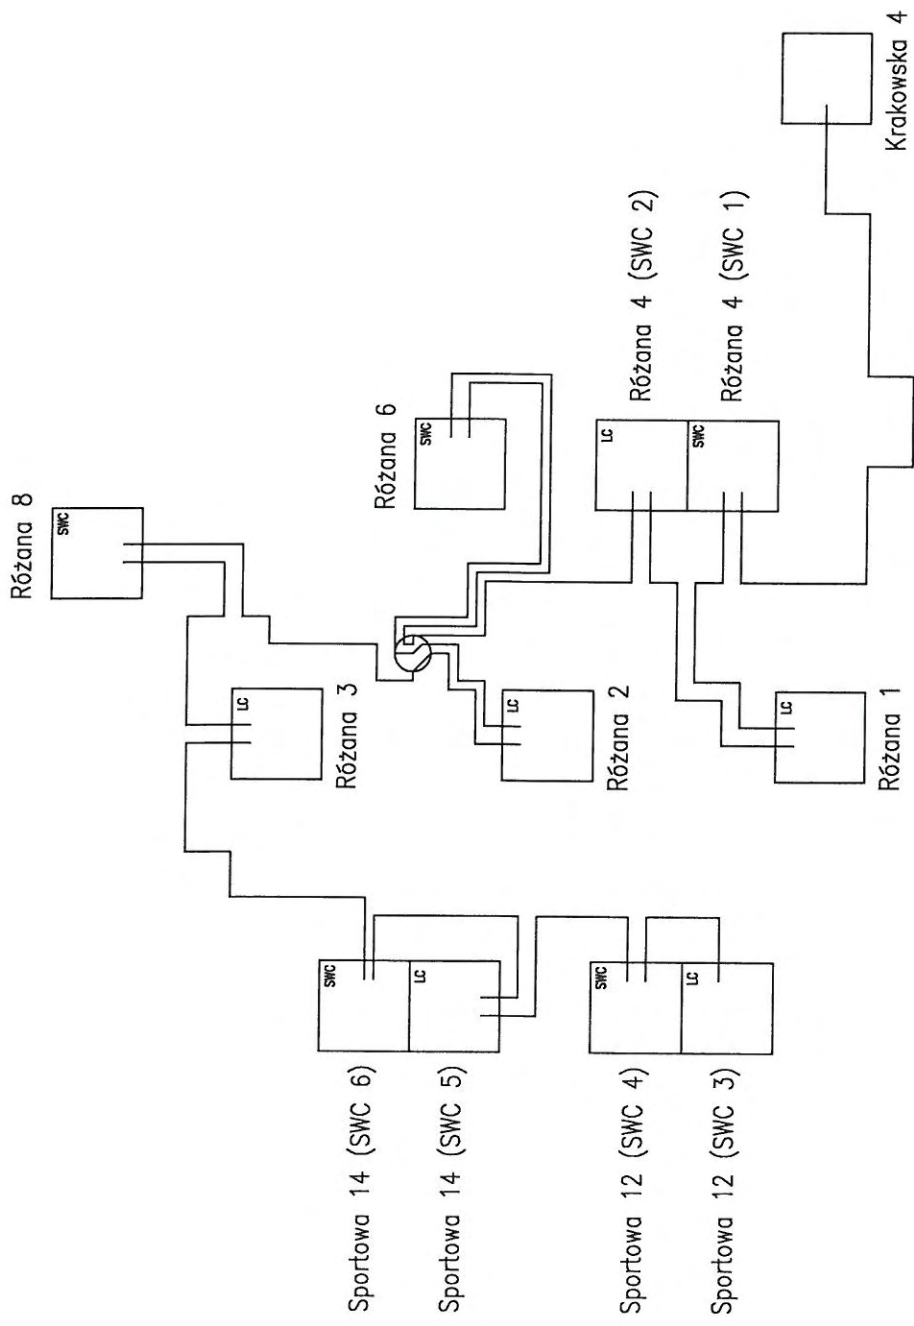 Różana 8
SWC
Różana 6
SWC
Krakowska 4
Różana 4 (SWC 2)
LC
Różana 4 (SWC 1)
SWC
Różana 3
LC
Różana 2
LC
Różana 1
LC
Sportowa 14 (SWC 6)
SWC
Sportowa 14 (SWC 5)
LC
Sportowa 12 (SWC 4)
SWC
Sportowa 12 (SWC 3)
LC